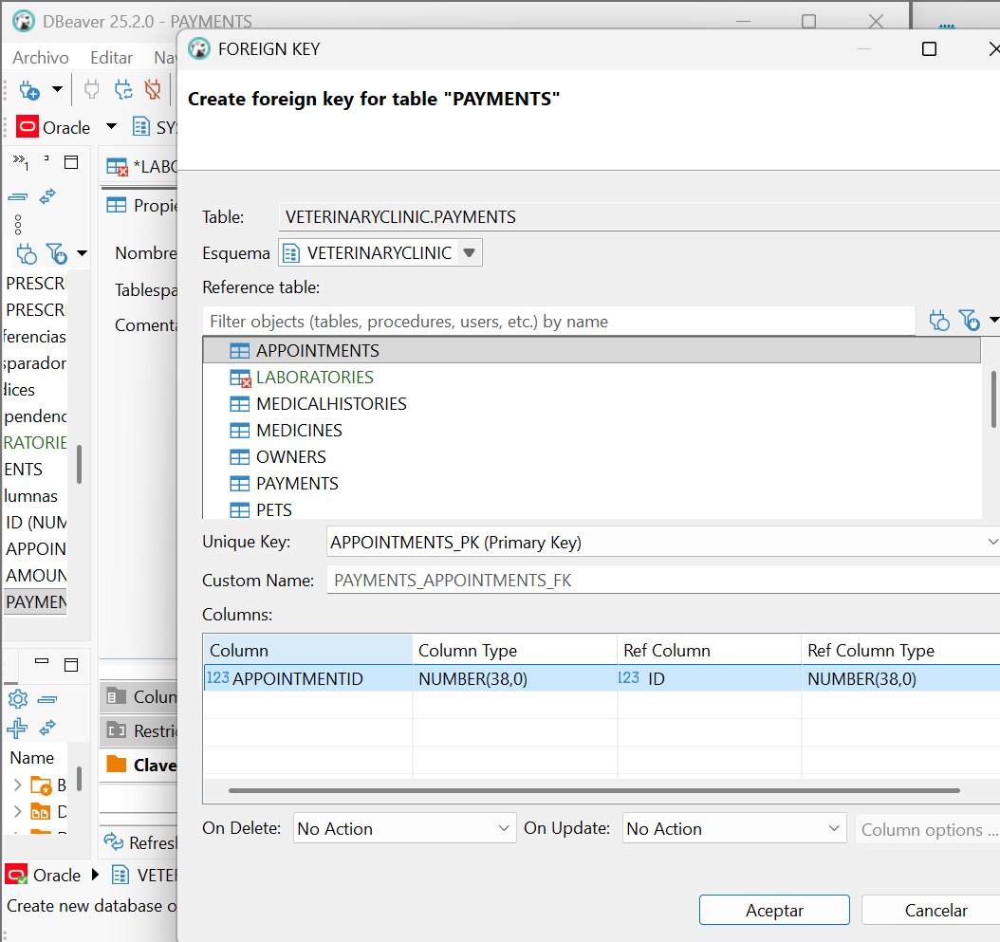 DBeaver 25.2.0 - PAYMENTS
Archivo Editar Nav
FOREIGN KEY
Create foreign key for table "PAYMENTS"
Oracle SYS
1
*LABO
Propie
Nombre
Tablespa
Comenta
PRESCR
PRESCR
ferencias
sparador
dices
pendenc
RATORIE
ENTS
lumnas
ID (NUM
APPOIN
AMOUN
PAYMEN
Table: VETERINARYCLINIC.PAYMENTS
Esquema VETERINARYCLINIC
Reference table:
Filter objects (tables, procedures, users, etc.) by name
APPOINTMENTS
LABORATORIES
MEDICALHISTORIES
MEDICINES
OWNERS
PAYMENTS
PETS
Unique Key: APPOINTMENTS_PK (Primary Key)
Custom Name: PAYMENTS_APPOINTMENTS_FK
Columns:
Column Column Type Ref Column Ref Column Type
123 APPOINTMENTID NUMBER(38,0) 123 ID NUMBER(38,0)
Colum
Restric
Clave
Name
B
D
Refresh
On Delete: No Action On Update: No Action Column options ...
Oracle VETER
Create new database o
Aceptar Cancelar